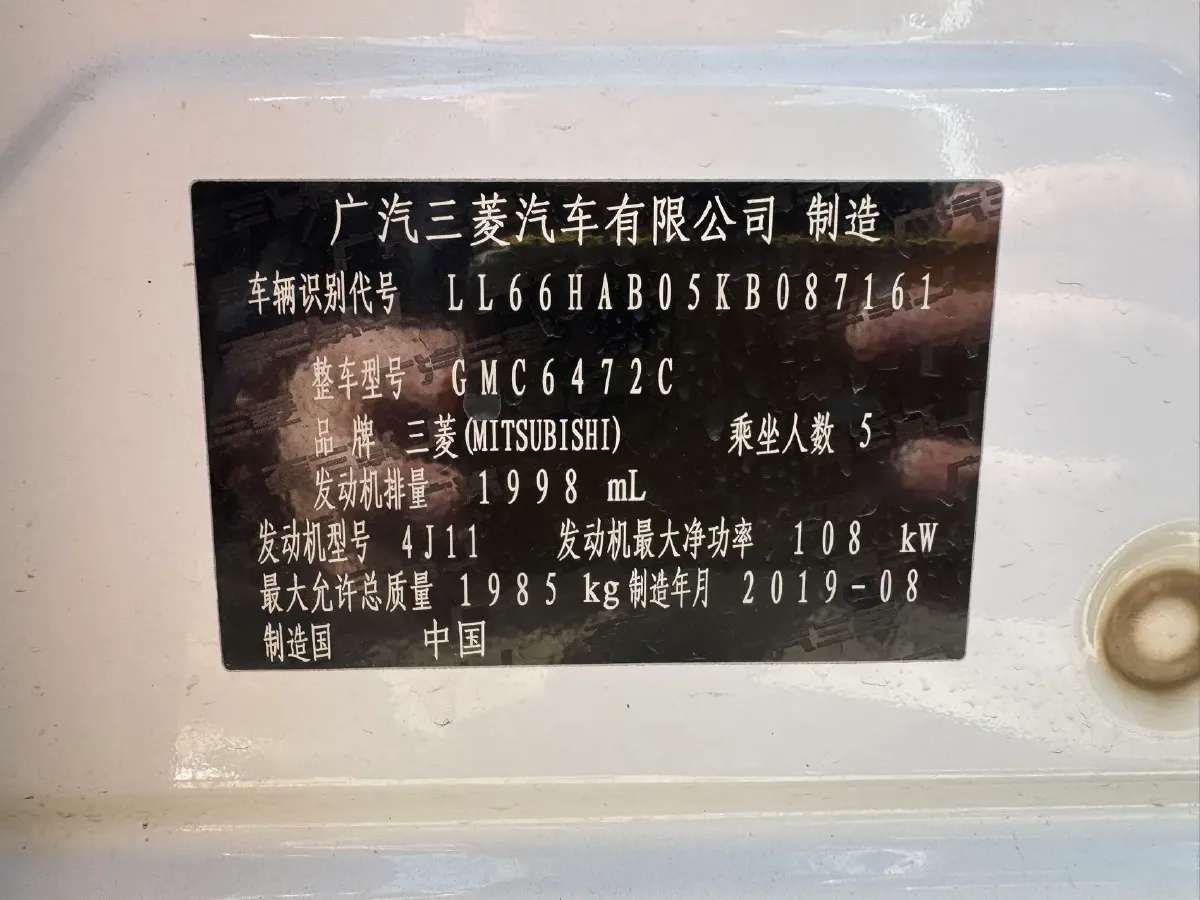 广汽三菱汽车有限公司 制造
车辆识别代号 LL66HAB05KB087161
整车型号 GMC6472C
品牌 三菱(MITSUBISHI) 乘坐人数 5
发动机排量 1998 mL
发动机型号 4J11 发动机最大净功率 108 kW
最大允许总质量 1985 kg 制造年月 2019-08
制造国 中国